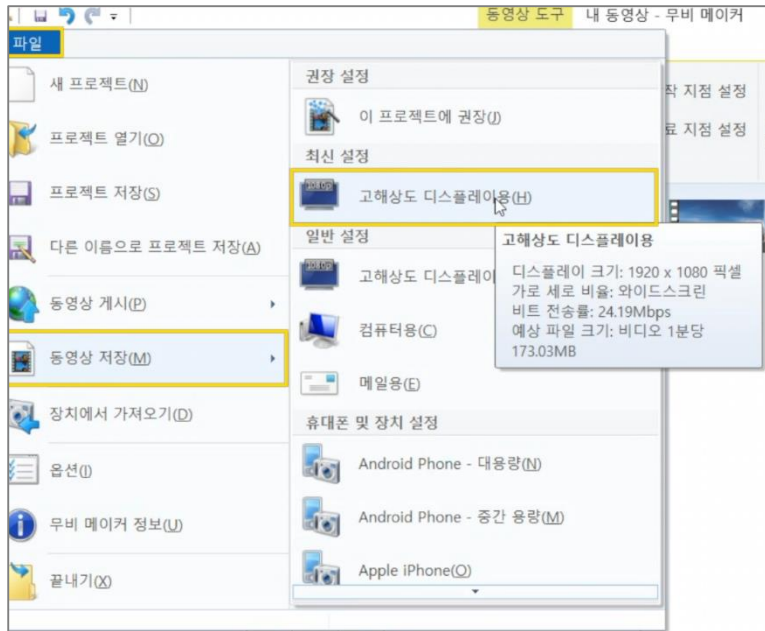 동영상 도구 내 동영상 - 무비 메이커
파일
새 프로젝트(N)
프로젝트 열기(O)
프로젝트 저장(S)
다른 이름으로 프로젝트 저장(A)
동영상 게시(P)
동영상 저장(M)
장치에서 가져오기(D)
옵션(I)
무비 메이커 정보(U)
끝내기(X)
권장 설정
이 프로젝트에 권장(J)
최신 설정
1080p
고해상도 디스플레이용(H)
일반 설정
1080p
고해상도 디스플레이
컴퓨터용(C)
메일용(E)
휴대폰 및 장치 설정
Android Phone - 대용량(N)
Android Phone - 중간 용량(M)
Apple iPhone(O)
고해상도 디스플레이용
디스플레이 크기: 1920 x 1080 픽셀
가로 세로 비율: 와이드스크린
비트 전송률: 24.19Mbps
예상 파일 크기: 비디오 1분당
173.03MB
작 지점 설정
료 지점 설정